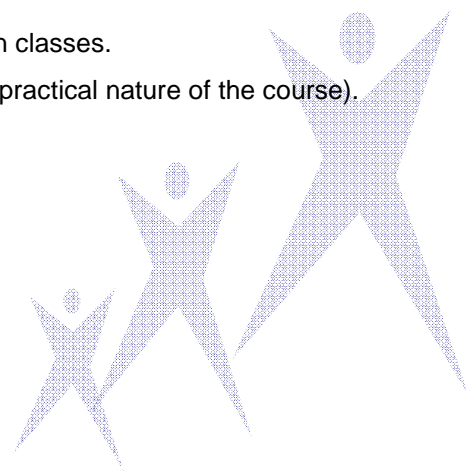 n classes.
practical nature of the course).